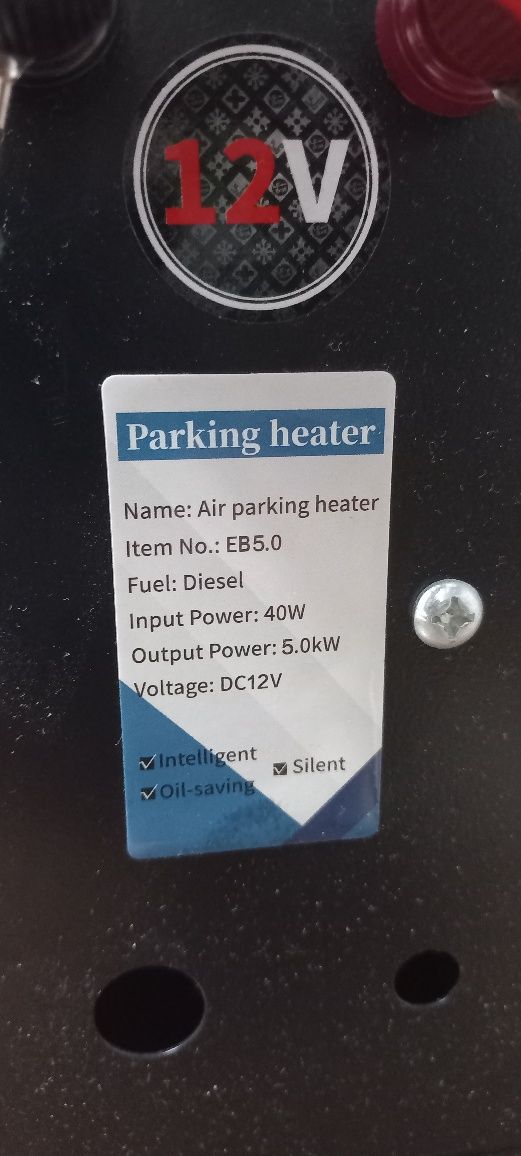 12V
Parking heater
Name: Air parking heater
Item No.: EB5.0
Fuel: Diesel
Input Power: 40W
Output Power: 5.0kW
Voltage: DC12V
Intelligent
Silent
Oil-saving